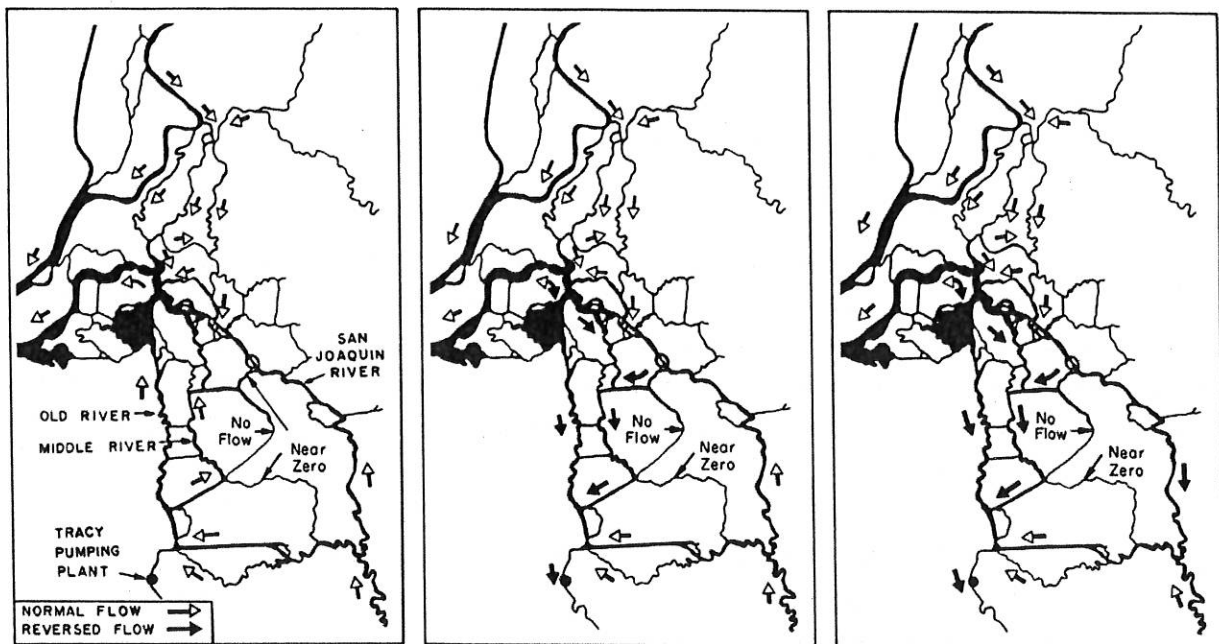 SAN
JOAQUIN
RIVER
OLD RIVER
MIDDLE RIVER
No
Flow
Near
Zero
TRACY
PUMPING
PLANT
NORMAL FLOW
REVERSED FLOW
No
Flow
Near
Zero
No
Flow
Near
Zero